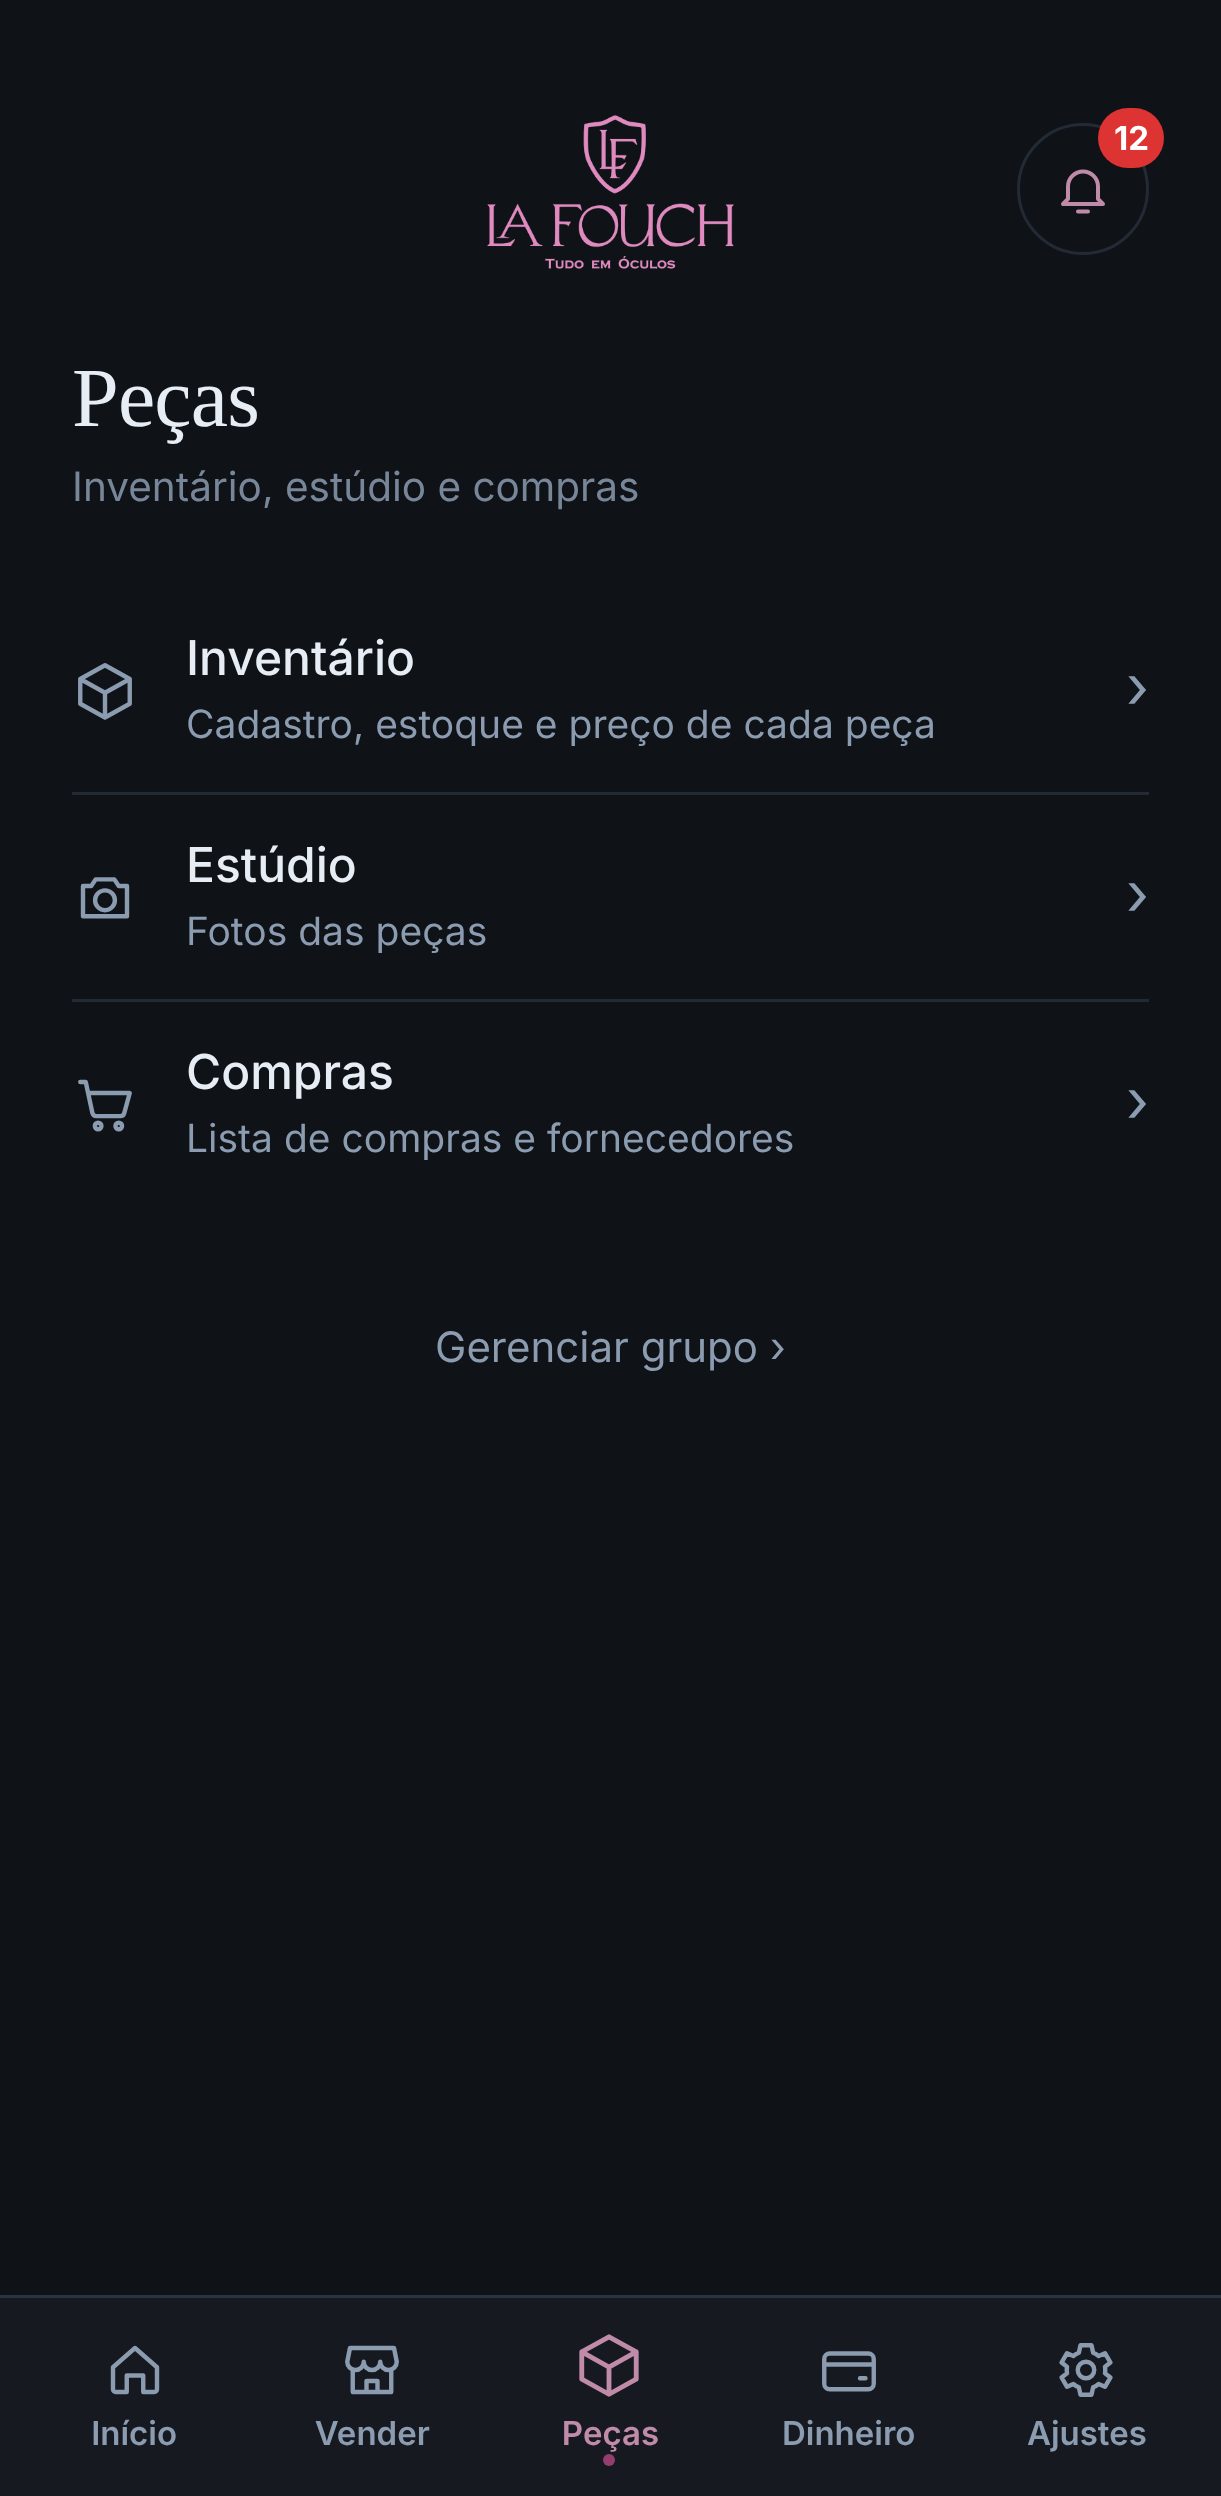 LF
LA FOUCH
TUDO EM ÓCULOS
12
Peças
Inventário, estúdio e compras
Inventário
Cadastro, estoque e preço de cada peça
Estúdio
Fotos das peças
Compras
Lista de compras e fornecedores
Gerenciar grupo ›
Início
Vender
Peças
Dinheiro
Ajustes